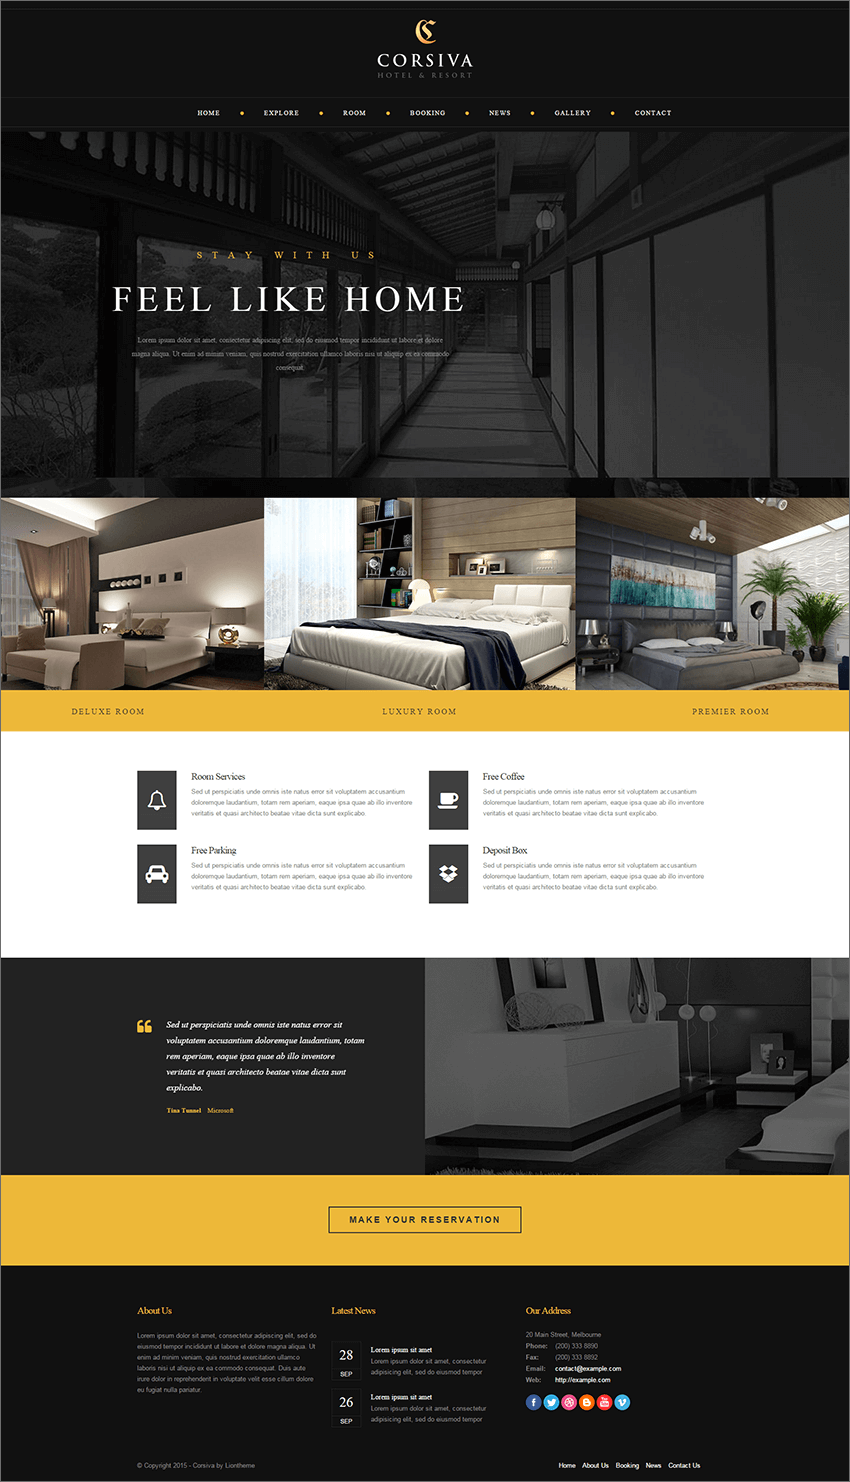 CORSIVA
HOTEL & RESORT
HOME EXPLORE ROOM BOOKING NEWS GALLERY CONTACT
STAY WITH US
FEEL LIKE HOME
Lorem ipsum dolor sit amet, consectetur adipiscing elit, sed do eiusmod tempor incididunt ut labore et dolore
magna aliqua. Ut enim ad minim veniam, quis nostrud exercitation ullamco laboris nisi ut aliquip ex ea commodo
consequat.
DELUXE ROOM LUXURY ROOM PREMIER ROOM
Room Services
Sed ut perspiciatis unde omnis iste natus error sit voluptatem accusantium
doloremque laudantium, totam rem aperiam, eaque ipsa quae ab illo inventore
veritatis et quasi architecto beatae vitae dicta sunt explicabo.
Free Coffee
Sed ut perspiciatis unde omnis iste natus error sit voluptatem accusantium
doloremque laudantium, totam rem aperiam, eaque ipsa quae ab illo inventore
veritatis et quasi architecto beatae vitae dicta sunt explicabo.
Free Parking
Sed ut perspiciatis unde omnis iste natus error sit voluptatem accusantium
doloremque laudantium, totam rem aperiam, eaque ipsa quae ab illo inventore
veritatis et quasi architecto beatae vitae dicta sunt explicabo.
Deposit Box
Sed ut perspiciatis unde omnis iste natus error sit voluptatem accusantium
doloremque laudantium, totam rem aperiam, eaque ipsa quae ab illo inventore
veritatis et quasi architecto beatae vitae dicta sunt explicabo.
Sed ut perspiciatis unde omnis iste natus error sit
voluptatem accusantium doloremque laudantium, totam
rem aperiam, eaque ipsa quae ab illo inventore
veritatis et quasi architecto beatae vitae dicta sunt
explicabo.
Tina Tunnel Microsoft
MAKE YOUR RESERVATION
About Us
Lorem ipsum dolor sit amet, consectetur adipiscing elit, sed do
eiusmod tempor incididunt ut labore et dolore magna aliqua. Ut
enim ad minim veniam, quis nostrud exercitation ullamco
laboris nisi ut aliquip ex ea commodo consequat. Duis aute
irure dolor in reprehenderit in voluptate velit esse cillum dolore
eu fugiat nulla pariatur.
Latest News
28
SEP
Lorem ipsum sit amet
Lorem ipsum dolor sit amet, consectetur
adipisicing elit, sed do eiusmod tempor
26
SEP
Lorem ipsum sit amet
Lorem ipsum dolor sit amet, consectetur
adipisicing elit, sed do eiusmod tempor
Our Address
20 Main Street, Melbourne
Phone: (200) 333 8890
Fax: (200) 333 8892
Email: contact@example.com
Web: http://example.com
© Copyright 2015 - Corsiva by Liontheme
Home About Us Booking News Contact Us